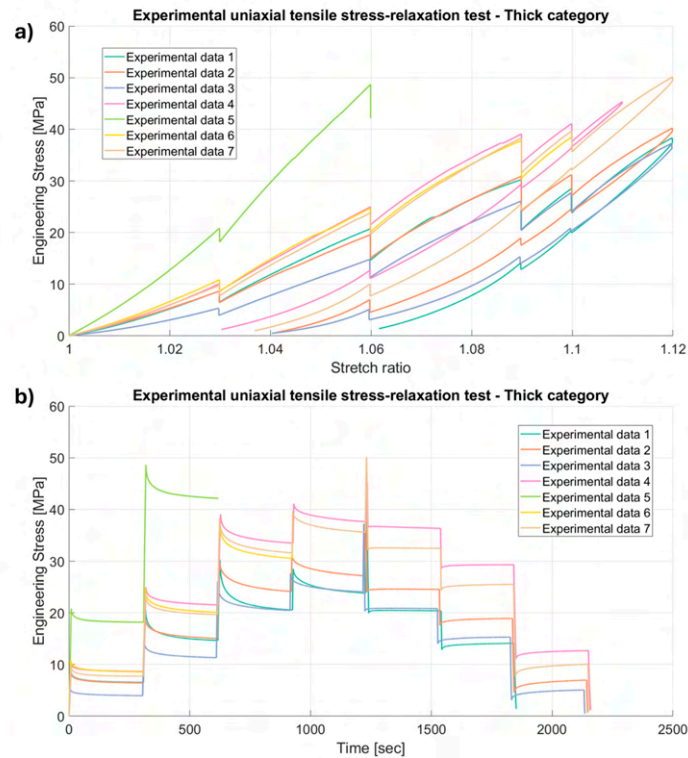 a)
Experimental uniaxial tensile stress-relaxation test - Thick category
60
50
40
30
20
10
0
Engineering Stress [MPa]
Experimental data 1
Experimental data 2
Experimental data 3
Experimental data 4
Experimental data 5
Experimental data 6
Experimental data 7
1 1.02 1.04 1.06 1.08 1.1 1.12
Stretch ratio
b)
Experimental uniaxial tensile stress-relaxation test - Thick category
60
50
40
30
20
10
0
Engineering Stress [MPa]
Experimental data 1
Experimental data 2
Experimental data 3
Experimental data 4
Experimental data 5
Experimental data 6
Experimental data 7
0 500 1000 1500 2000 2500
Time [sec]